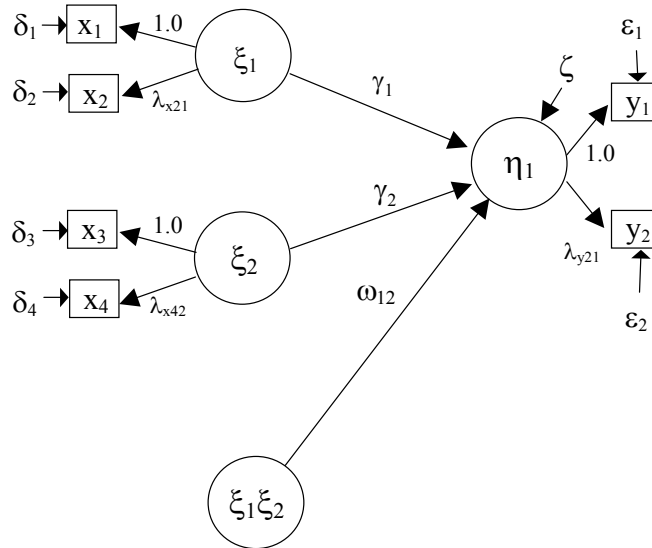 δ₁ x₁ 1.0
ξ₁
ε₁
δ₂ x₂ λₓ₂₁
γ₁
ζ
y₁
η₁
1.0
γ₂
δ₃ x₃ 1.0
ξ₂
y₂
λy₂₁
δ₄ x₄ λₓ₄₂
ω₁₂
ε₂
ξ₁ξ₂